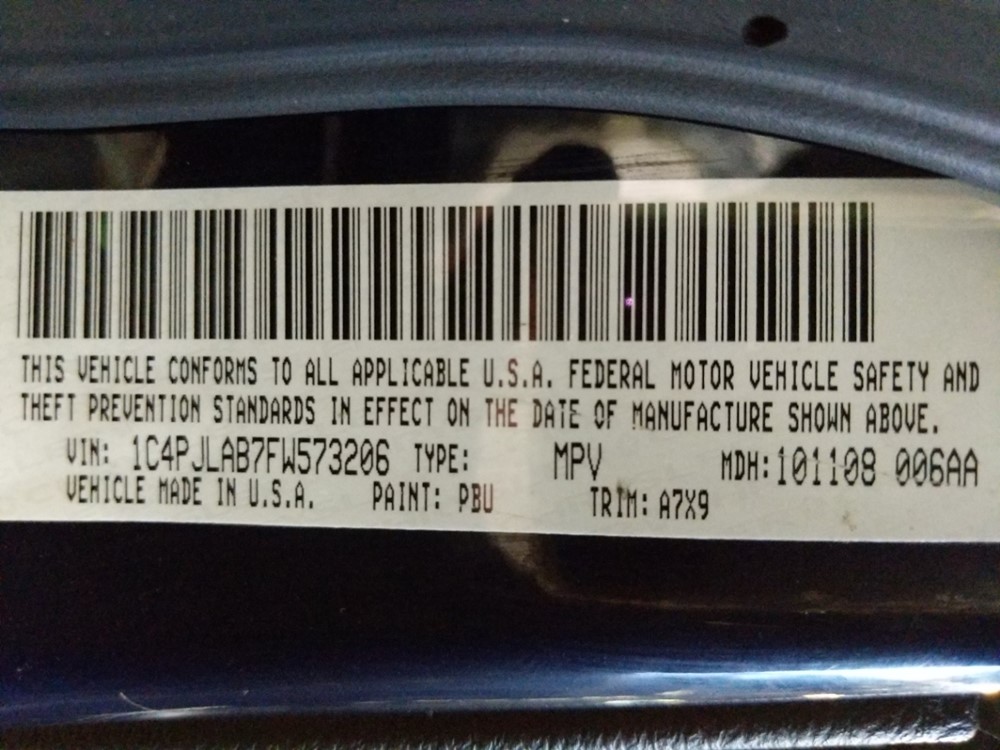 THIS VEHICLE CONFORMS TO ALL APPLICABLE U.S.A. FEDERAL MOTOR VEHICLE SAFETY AND
THEFT PREVENTION STANDARDS IN EFFECT ON THE DATE OF MANUFACTURE SHOWN ABOVE.
VIN: 1C4PJLAB7FW573206 TYPE: MPV MDH:101108 006AA
VEHICLE MADE IN U.S.A. PAINT: PBU TRIM: A7X9